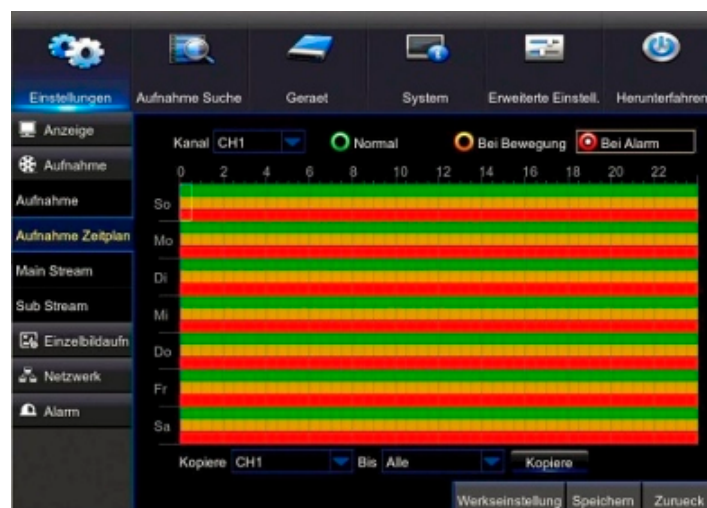 Einstellungen Aufnahme Suche Geraet System Erweiterte Einstell. Herunterfahren
Anzeige
Aufnahme
Aufnahme
Aufnahme Zeitplan
Main Stream
Sub Stream
Einzelbildaufn
Netzwerk
Alarm
Kanal CH1 Normal Bei Bewegung Bei Alarm
0 2 4 6 8 10 12 14 16 18 20 22
So
Mo
Di
Mi
Do
Fr
Sa
Kopiere CH1 Bis Alle Kopiere
Werkseinstellung Speichern Zurueck